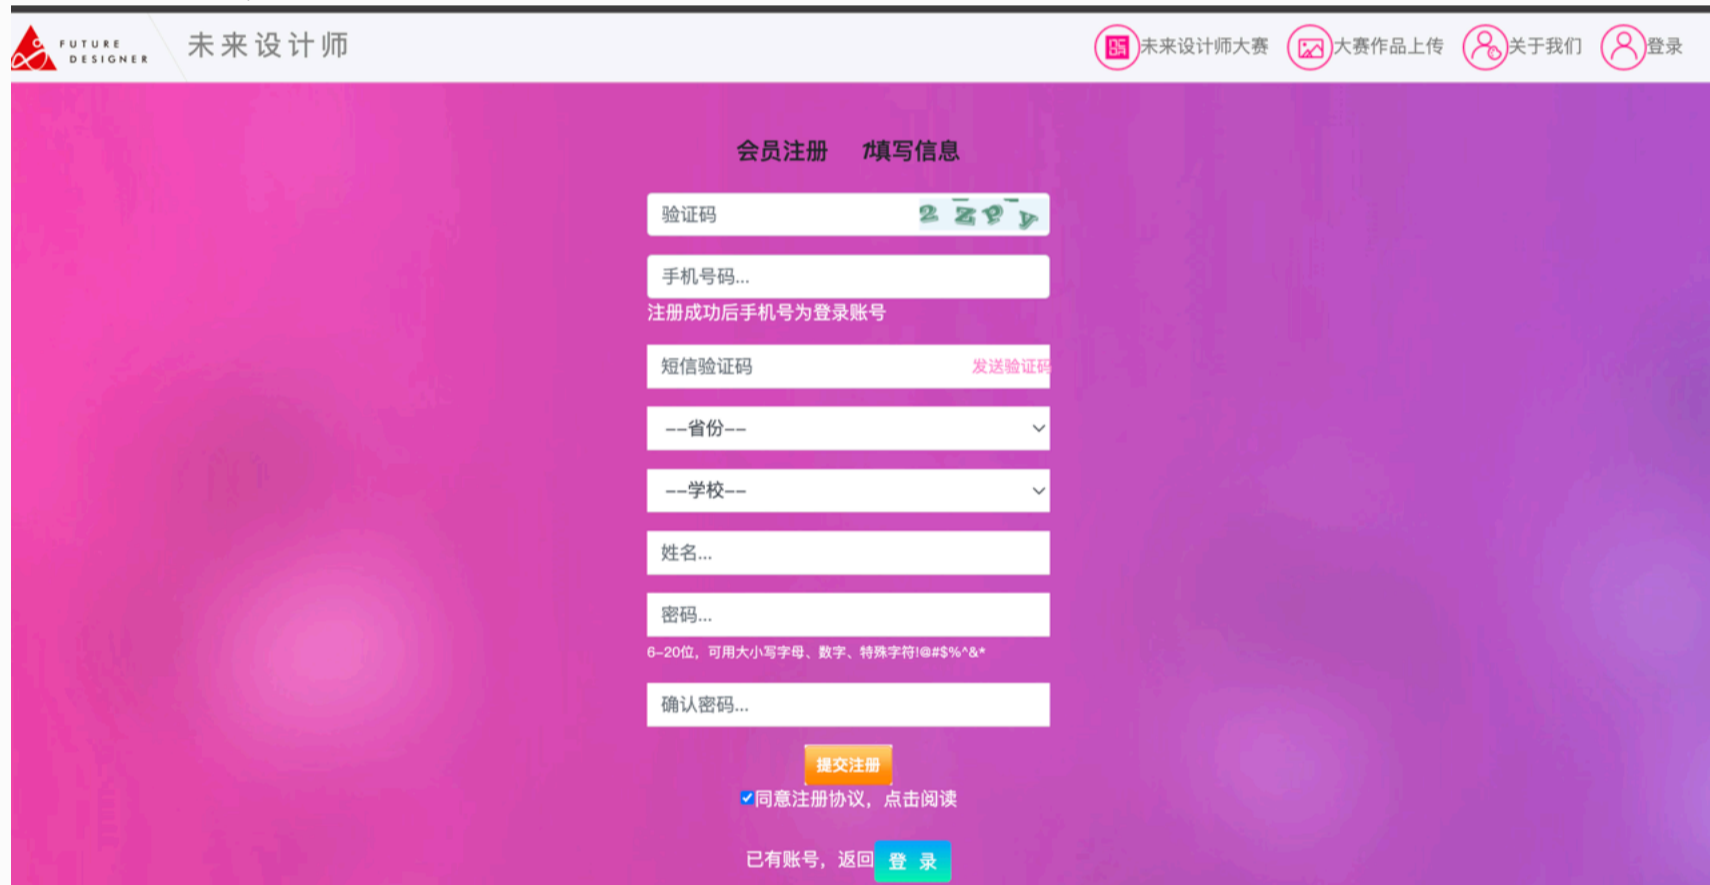 FUTURE
DESIGNER
未来设计师
未来设计师大赛 大赛作品上传 关于我们 登录
会员注册 1填写信息
验证码 2 z P y
手机号码...
注册成功后手机号为登录账号
短信验证码 发送验证码
--省份--
--学校--
姓名...
密码...
6-20位，可用大小写字母、数字、特殊字符!@#$%^&*
确认密码...
提交注册
同意注册协议，点击阅读
已有账号，返回 登 录